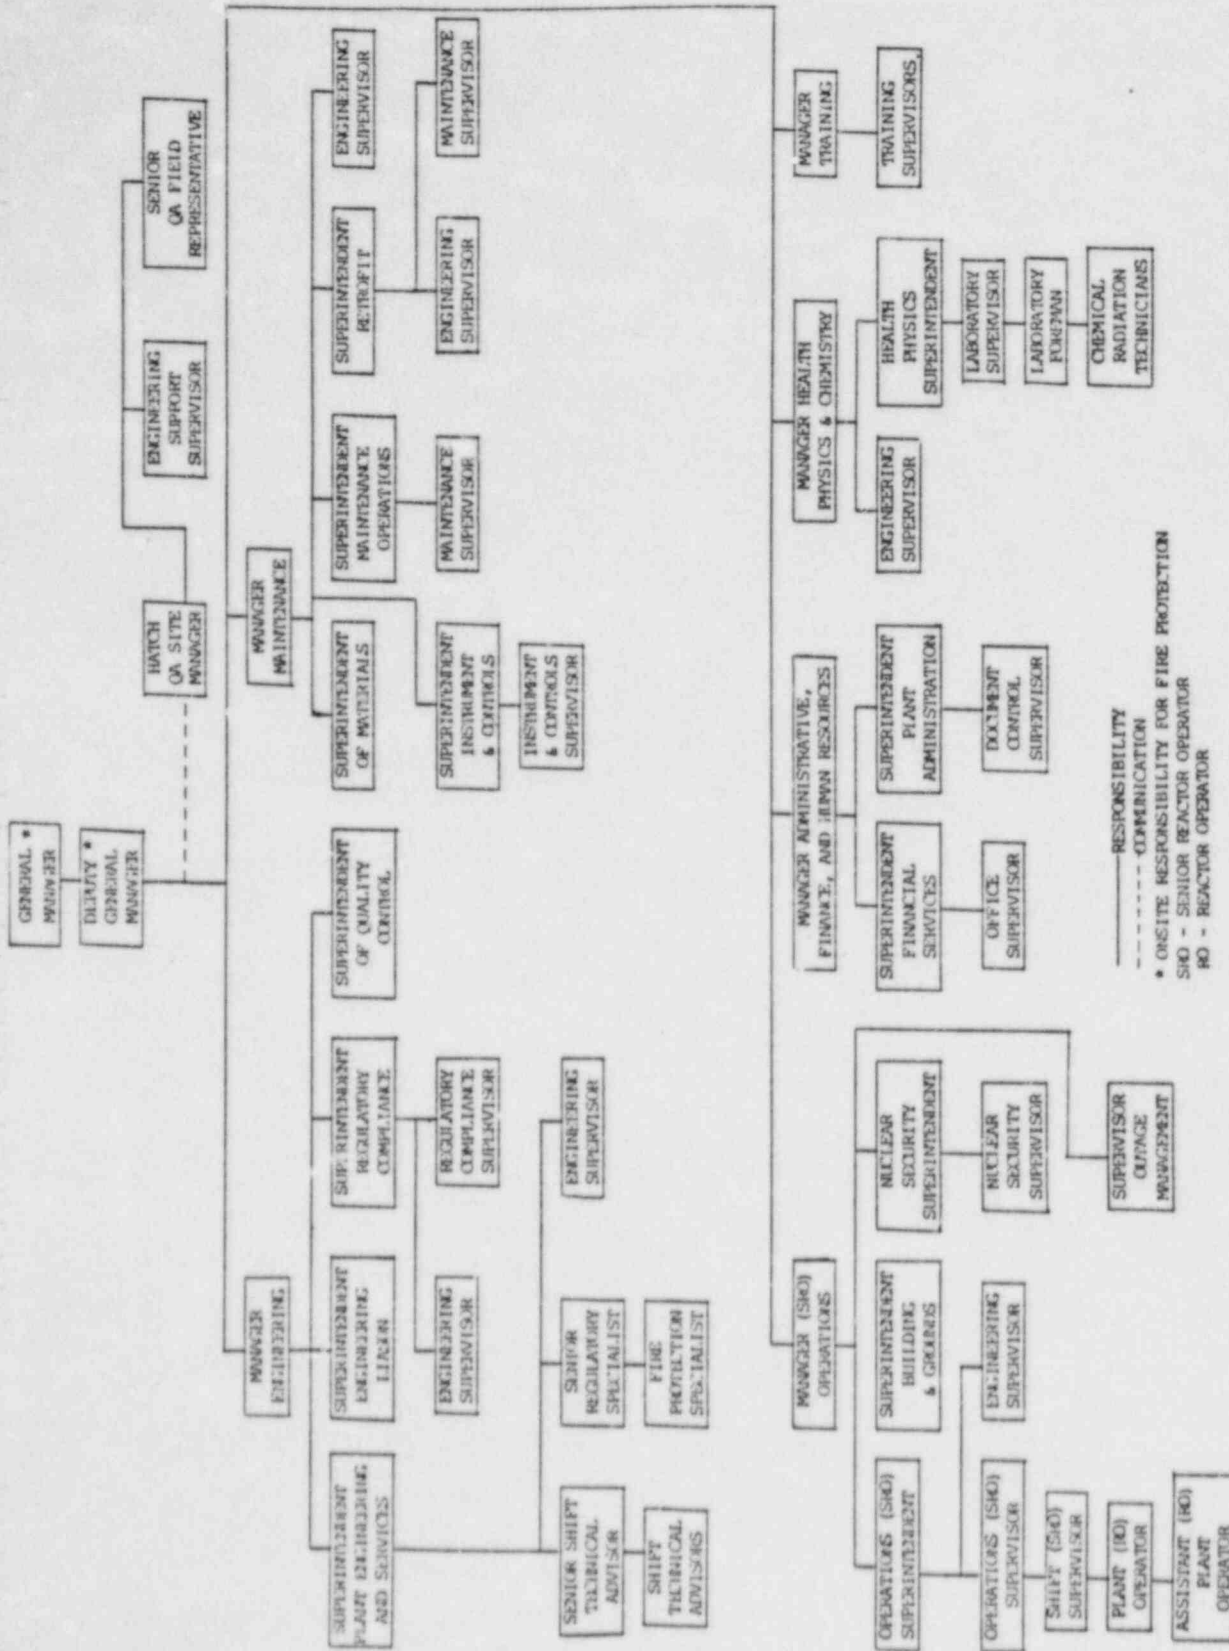 GENERAL *
MANAGER
DEPUTY *
GENERAL
MANAGER
HATCH
QA SITE
MANAGER
ENGINEERING
SUPPORT
SUPERVISOR
SENIOR
QA FIELD
REPRESENTATIVE
MANAGER
ENGINEERING
MANAGER
MAINTENANCE
SUPERINTENDENT
PLANT ENGINEERING
AND SERVICES
SUPERINTENDENT
ENGINEERING
LIASON
SUPERINTENDENT
REGULATORY
COMPLIANCE
SUPERINTENDENT
OF QUALITY
CONTROL
SUPERINTENDENT
OF MATERIALS
SUPERINTENDENT
MAINTENANCE
OPERATIONS
SUPERINTENDENT
RETROFIT
ENGINEERING
SUPERVISOR
ENGINEERING
SUPERVISOR
REGULATORY
COMPLIANCE
SUPERVISOR
SUPERINTENDENT
INSTRUMENT
& CONTROLS
MAINTENANCE
SUPERVISOR
ENGINEERING
SUPERVISOR
MAINTENANCE
SUPERVISOR
INSTRUMENT
& CONTROLS
SUPERVISOR
SENIOR SHIFT
TECHNICAL
ADVISOR
SENIOR
REGULATORY
SPECIALIST
ENGINEERING
SUPERVISOR
SHIFT
TECHNICAL
ADVISORS
FIRE
PROTECTION
SPECIALIST
MANAGER (SRO)
OPERATIONS
MANAGER ADMINISTRATIVE,
FINANCE, AND HUMAN RESOURCES
MANAGER HEALTH
PHYSICS & CHEMISTRY
MANAGER
TRAINING
OPERATIONS (SRO)
SUPERINTENDENT
SUPERINTENDENT
BUILDING
& GROUNDS
NUCLEAR
SECURITY
SUPERINTENDENT
SUPERINTENDENT
FINANCIAL
SERVICES
SUPERINTENDENT
PLANT
ADMINISTRATION
ENGINEERING
SUPERVISOR
HEALTH
PHYSICS
SUPERINTENDENT
TRAINING
SUPERVISORS
OPERATIONS (SRO)
SUPERVISOR
ENGINEERING
SUPERVISOR
NUCLEAR
SECURITY
SUPERVISOR
OFFICE
SUPERVISOR
DOCUMENT
CONTROL
SUPERVISOR
LABORATORY
SUPERVISOR
SHIFT (SRO)
SUPERVISOR
LABORATORY
FOREMAN
PLANT (RO)
OPERATOR
SUPERVISOR
OUTAGE
MANAGEMENT
CHEMICAL
RADIATION
TECHNICIANS
ASSISTANT (RO)
PLANT
OPERATOR
RESPONSIBILITY
COMMUNICATION
* ONSITE RESPONSIBILITY FOR FIRE PROTECTION
SRO - SENIOR REACTOR OPERATOR
RO - REACTOR OPERATOR